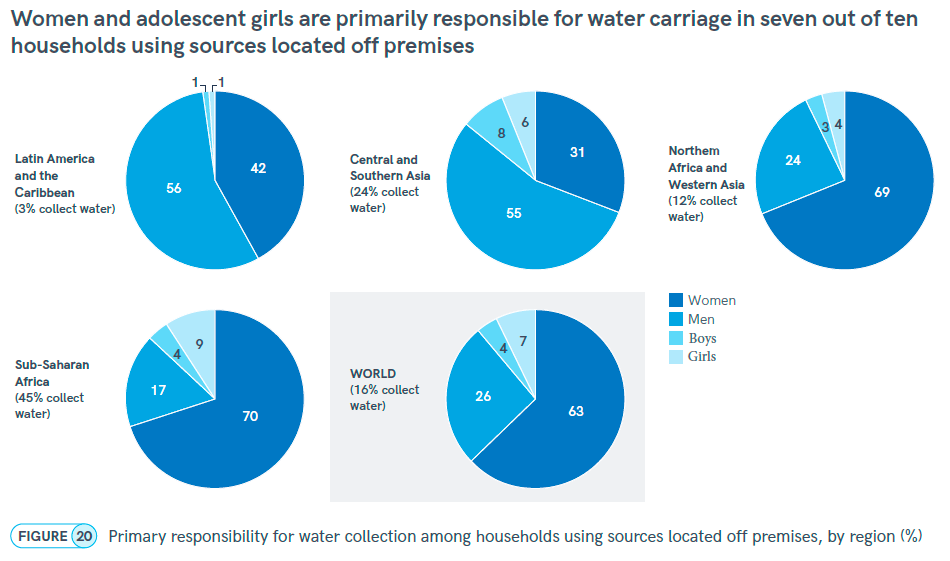 Women and adolescent girls are primarily responsible for water carriage in seven out of ten
households using sources located off premises
1 1
Latin America
and the
Caribbean
(3% collect water)
42
56
Central and
Southern Asia
(24% collect
water)
8
6
31
55
Northern
Africa and
Western Asia
(12% collect
water)
24
3
4
69
Women
Men
Boys
Girls
Sub-Saharan
Africa
(45% collect
water)
17
4
9
70
WORLD
(16% collect
water)
26
4
7
63
FIGURE 20 Primary responsibility for water collection among households using sources located off premises, by region (%)